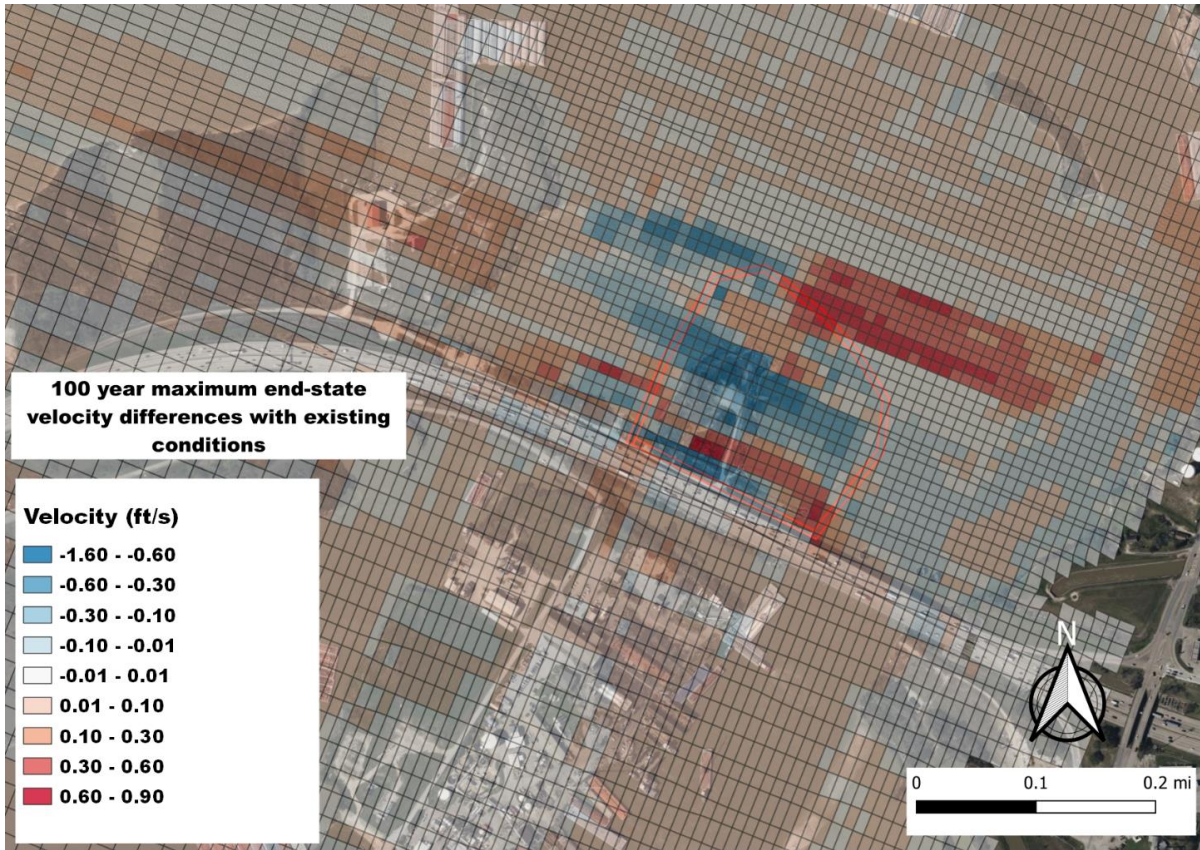 100 year maximum end-state
velocity differences with existing
conditions
Velocity (ft/s)
-1.60 - -0.60
-0.60 - -0.30
-0.30 - -0.10
-0.10 - -0.01
-0.01 - 0.01
0.01 - 0.10
0.10 - 0.30
0.30 - 0.60
0.60 - 0.90
N
0 0.1 0.2 mi